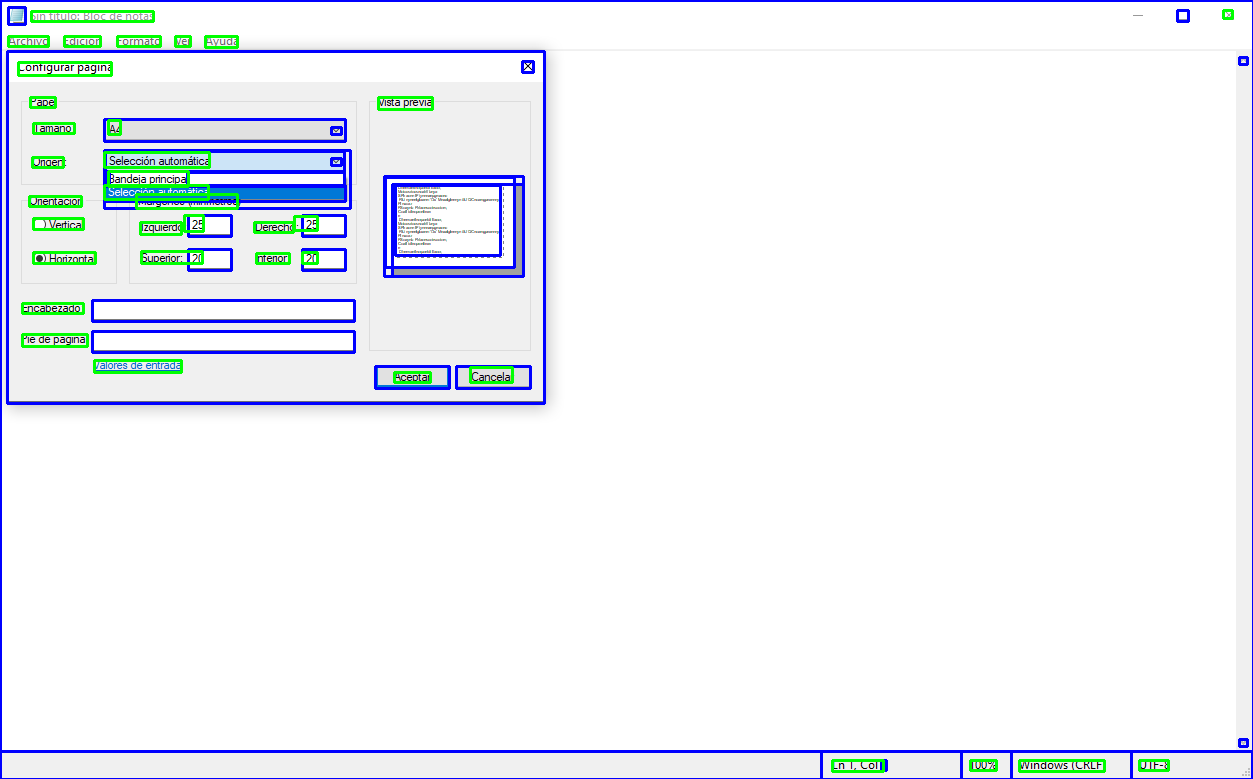 Sin título: Bloc de notas
Archivo Edición Formato Ver Ayuda
Configurar página
Papel
Tamaño A4
Origen: Selección automática
Bandeja principal
Selección automática
Orientación Márgenes (milímetros)
Vertical Izquierdo: 25 Derecho: 25
Horizontal Superior: 20 Inferior: 20
Encabezado:
Pie de página:
Valores de entrada
Vista previa
Aceptar Cancelar
Ln 1, Col 1 100% Windows (CRLF) UTF-8